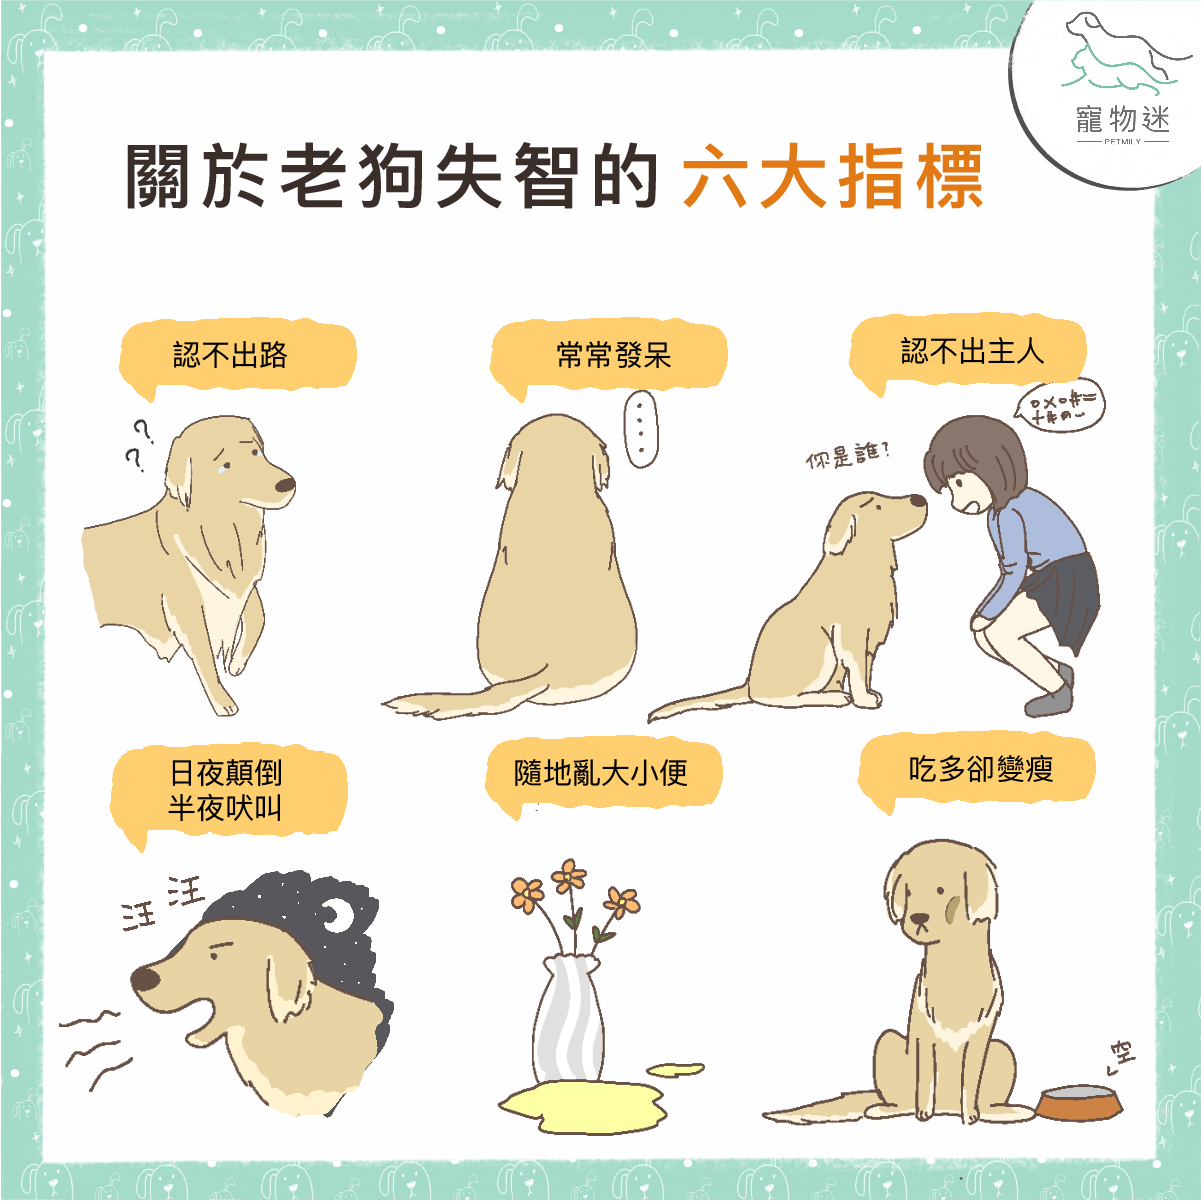 寵物迷
PETMILY
關於老狗失智的 六大指標
認不出路
??
常常發呆
....
認不出主人
你是誰?
日夜顛倒
半夜吠叫
汪 汪
隨地亂大小便
吃多卻變瘦
空